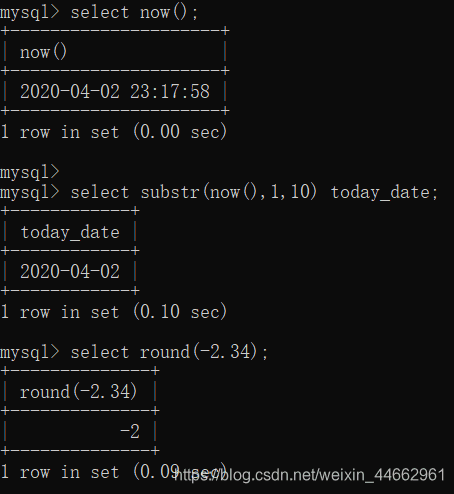 mysql> select now();
+---------------------+
| now()               |
+---------------------+
| 2020-04-02 23:17:58 |
+---------------------+
1 row in set (0.00 sec)
mysql>
mysql> select substr(now(),1,10) today_date;
+------------+
| today_date |
+------------+
| 2020-04-02 |
+------------+
1 row in set (0.10 sec)
mysql> select round(-2.34);
+--------------+
| round(-2.34) |
+--------------+
|           -2 |
+--------------+
1 row in set (0.09 sec)
https://blog.csdn.net/weixin_44662961